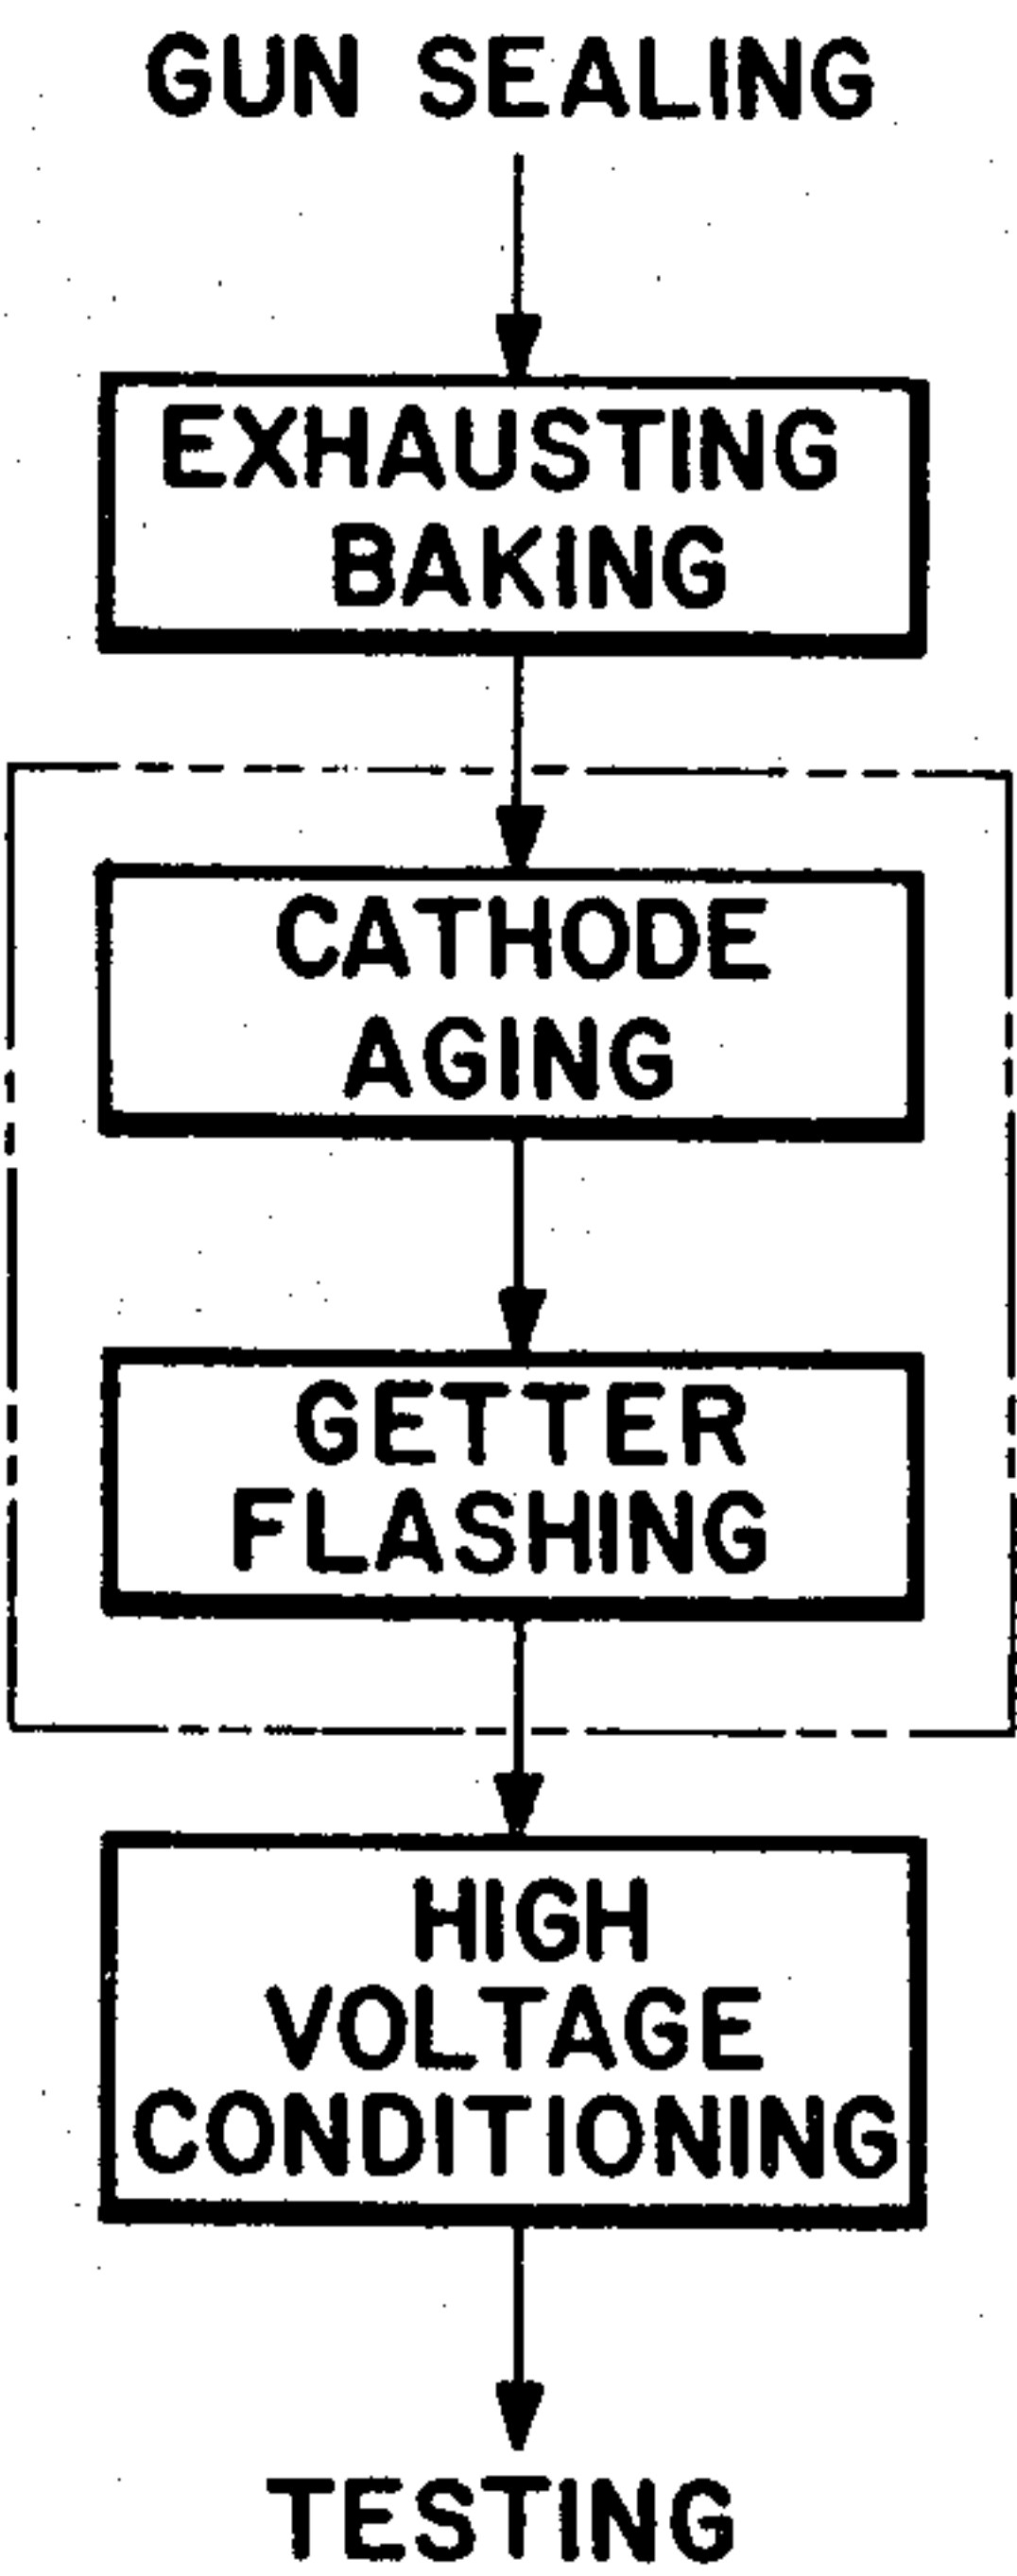 GUN SEALING
EXHAUSTING
BAKING
CATHODE
AGING
GETTER
FLASHING
HIGH
VOLTAGE
CONDITIONING
TESTING